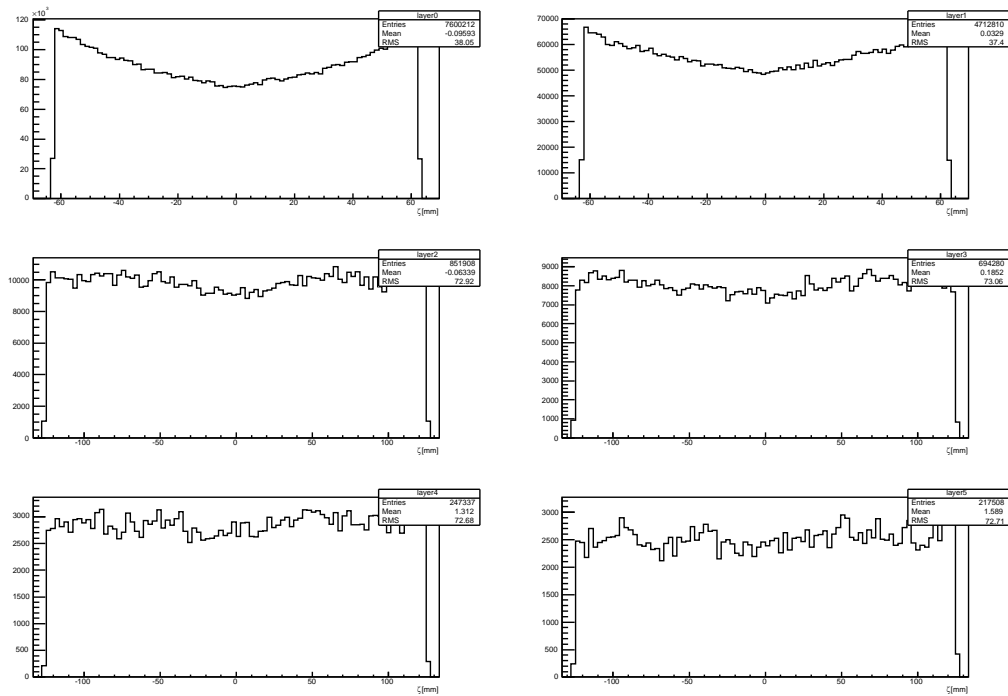 layer0
Entries 7600212
Mean -0.09593
RMS 38.05
×10³
120
100
80
60
40
20
0
-60 -40 -20 0 20 40 60
ζ[mm]
layer1
Entries 4712810
Mean 0.0329
RMS 37.4
70000
60000
50000
40000
30000
20000
10000
0
-60 -40 -20 0 20 40 60
ζ[mm]
layer2
Entries 851908
Mean -0.06339
RMS 72.92
10000
8000
6000
4000
2000
0
-100 -50 0 50 100
ζ[mm]
layer3
Entries 694280
Mean 0.1852
RMS 73.06
9000
8000
7000
6000
5000
4000
3000
2000
1000
0
-100 -50 0 50 100
ζ[mm]
layer4
Entries 247337
Mean 1.312
RMS 72.68
3000
2500
2000
1500
1000
500
0
-100 -50 0 50 100
ζ[mm]
layer5
Entries 217508
Mean 1.589
RMS 72.71
3000
2500
2000
1500
1000
500
0
-100 -50 0 50 100
ζ[mm]